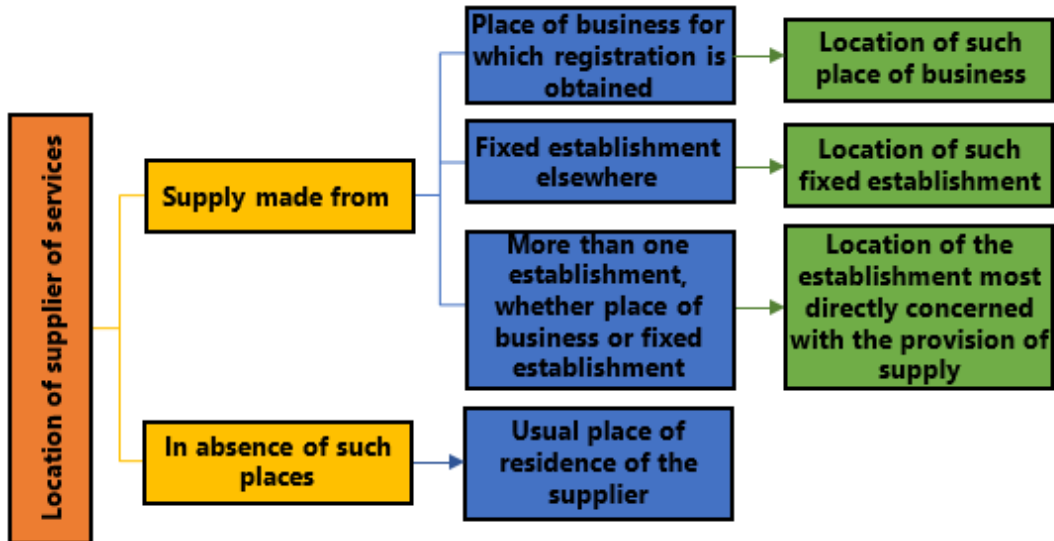 Location of supplier of services
Supply made from
Place of business for
which registration is
obtained
Location of such
place of business
Fixed establishment
elsewhere
Location of such
fixed establishment
More than one
establishment,
whether place of
business or fixed
establishment
Location of the
establishment most
directly concerned
with the provision of
supply
In absence of such
places
Usual place of
residence of the
supplier